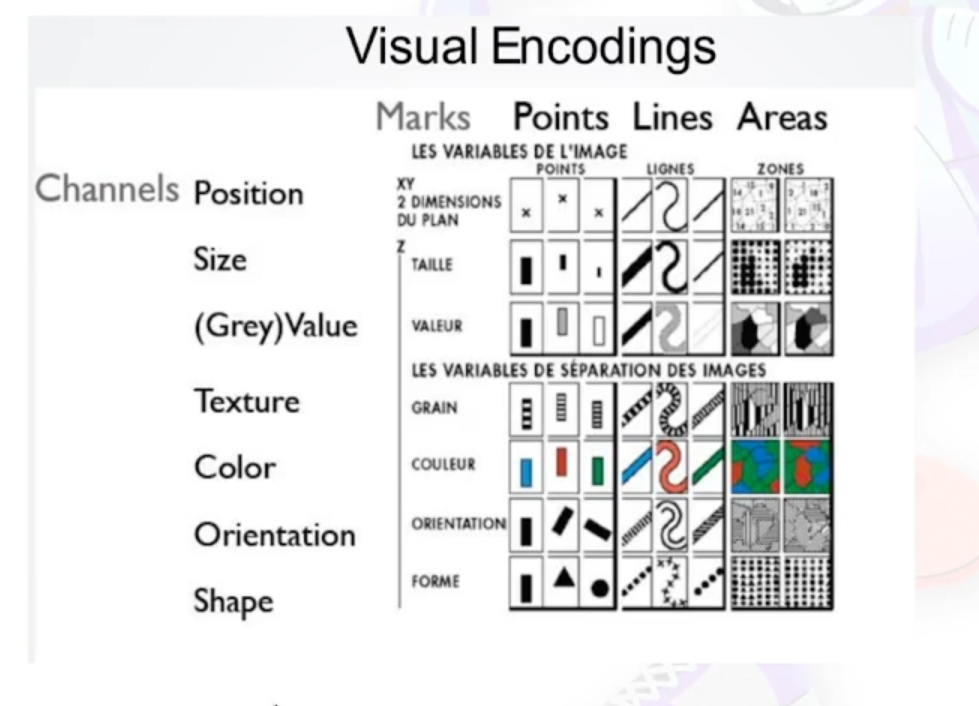 Visual Encodings
Marks Points Lines Areas
LES VARIABLES DE L'IMAGE
POINTS LIGNES ZONES
Channels Position XY
2 DIMENSIONS
DU PLAN
Z
Size TAILLE
(Grey)Value VALEUR
LES VARIABLES DE SÉPARATION DES IMAGES
Texture GRAIN
Color COULEUR
Orientation ORIENTATION
Shape FORME